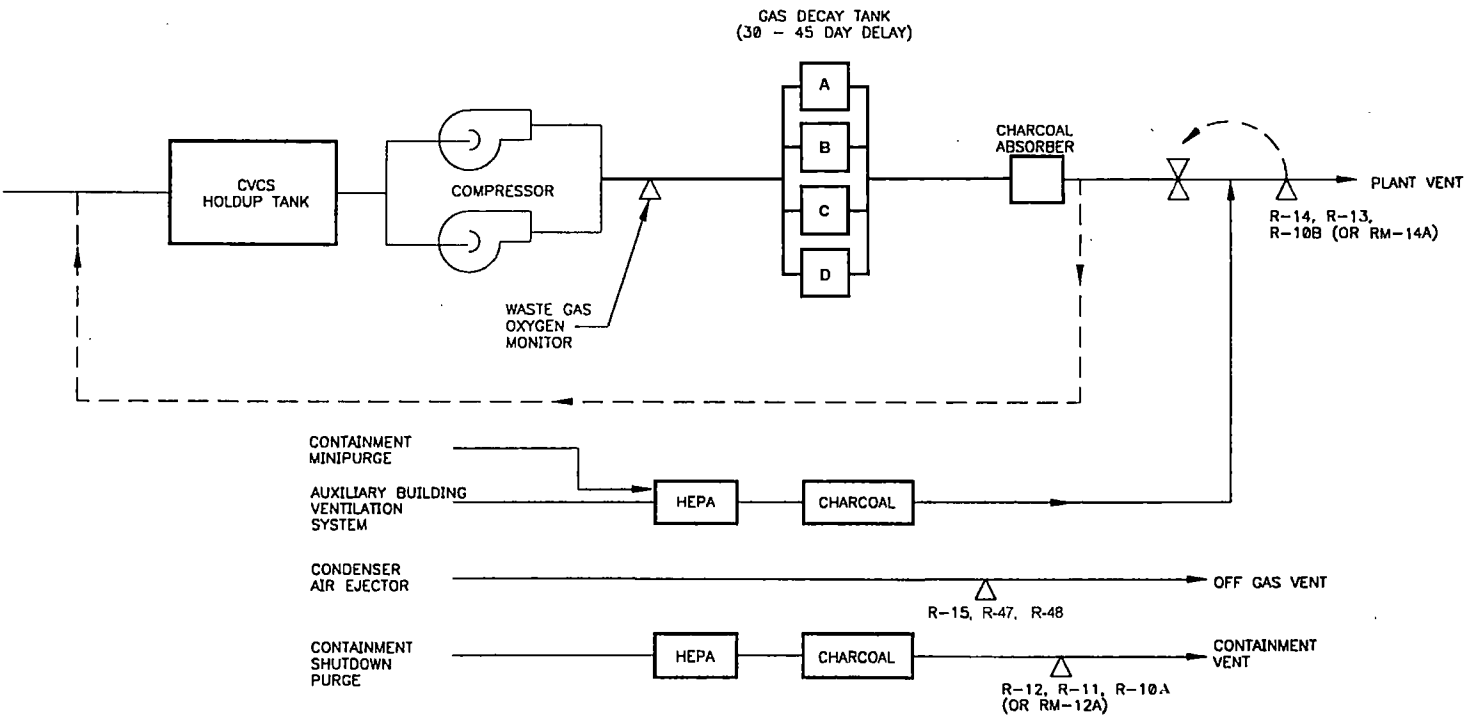 GAS DECAY TANK
(30 - 45 DAY DELAY)
A
B
C
D
CVCS
HOLDUP TANK
COMPRESSOR
WASTE GAS
OXYGEN
MONITOR
CHARCOAL
ABSORBER
PLANT VENT
R-14, R-13,
R-10B (OR RM-14A)
CONTAINMENT
MINIPURGE
AUXILIARY BUILDING
VENTILATION
SYSTEM
HEPA
CHARCOAL
CONDENSER
AIR EJECTOR
OFF GAS VENT
R-15, R-47, R-48
CONTAINMENT
SHUTDOWN
PURGE
HEPA
CHARCOAL
CONTAINMENT
VENT
R-12, R-11, R-10A
(OR RM-12A)